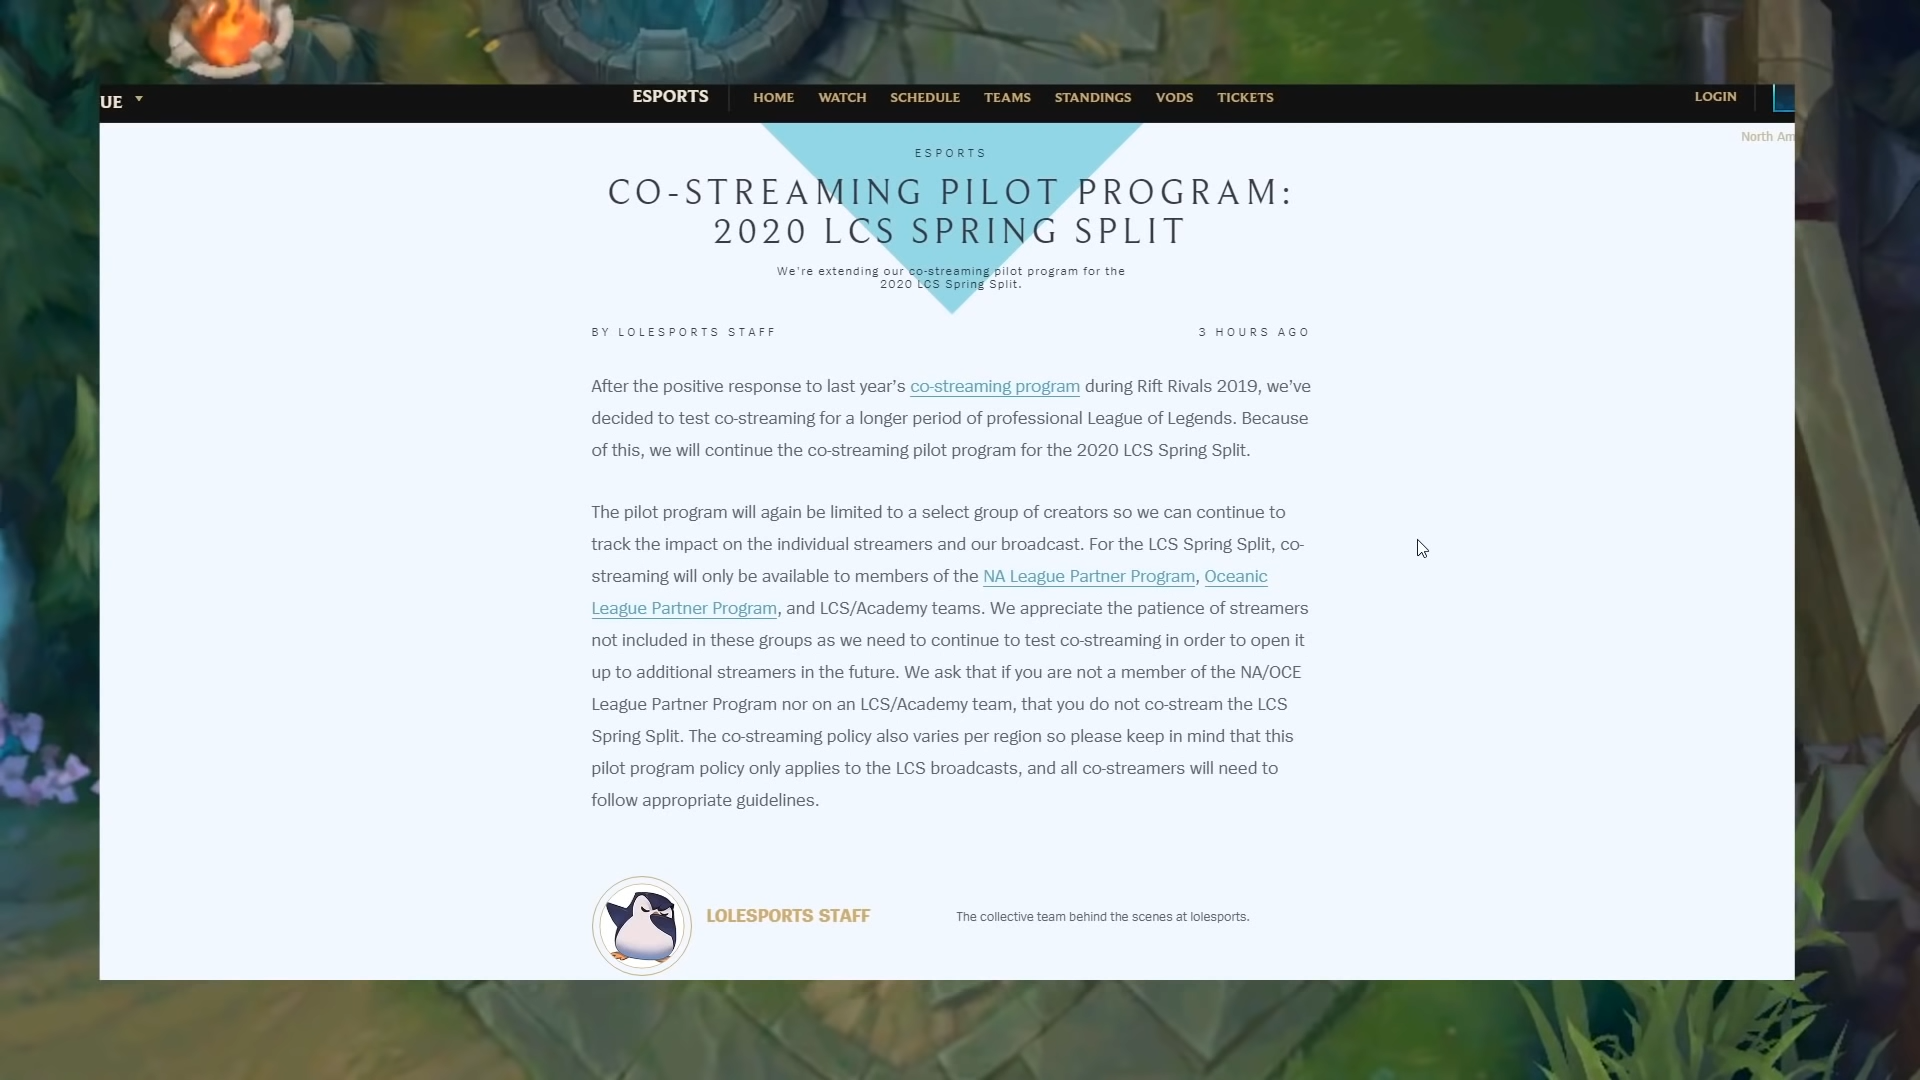 UE
ESPORTS HOME WATCH SCHEDULE TEAMS STANDINGS VODS TICKETS LOGIN
North Am
ESPORTS
CO-STREAMING PILOT PROGRAM:
2020 LCS SPRING SPLIT
We're extending our co-streaming pilot program for the
2020 LCS Spring Split.
BY LOLESPORTS STAFF 3 HOURS AGO
After the positive response to last year's co-streaming program during Rift Rivals 2019, we've
decided to test co-streaming for a longer period of professional League of Legends. Because
of this, we will continue the co-streaming pilot program for the 2020 LCS Spring Split.
The pilot program will again be limited to a select group of creators so we can continue to
track the impact on the individual streamers and our broadcast. For the LCS Spring Split, co-
streaming will only be available to members of the NA League Partner Program, Oceanic
League Partner Program, and LCS/Academy teams. We appreciate the patience of streamers
not included in these groups as we need to continue to test co-streaming in order to open it
up to additional streamers in the future. We ask that if you are not a member of the NA/OCE
League Partner Program nor on an LCS/Academy team, that you do not co-stream the LCS
Spring Split. The co-streaming policy also varies per region so please keep in mind that this
pilot program policy only applies to the LCS broadcasts, and all co-streamers will need to
follow appropriate guidelines.
LOLESPORTS STAFF The collective team behind the scenes at lolesports.